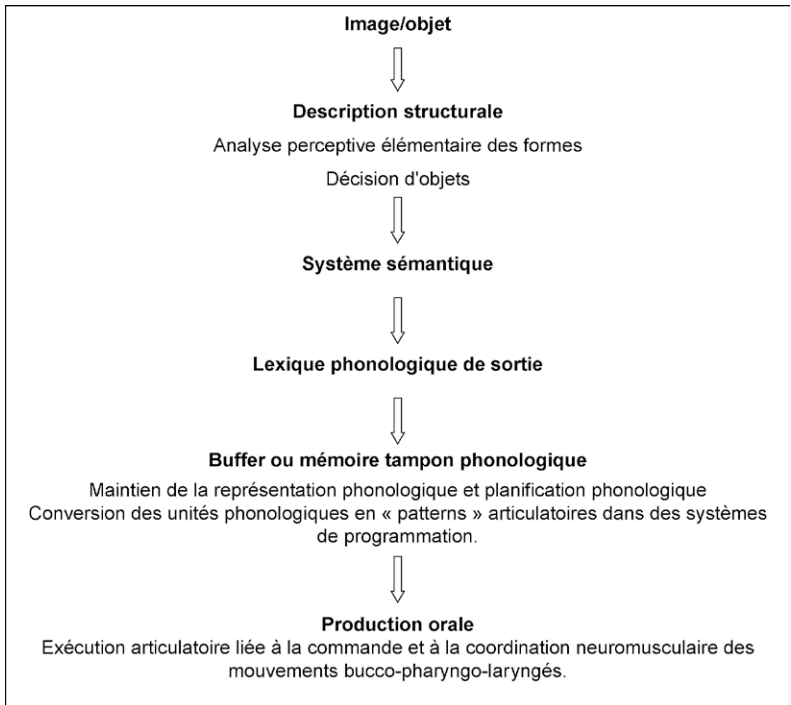 Image/objet
Description structurale
Analyse perceptive élémentaire des formes
Décision d'objets
Système sémantique
Lexique phonologique de sortie
Buffer ou mémoire tampon phonologique
Maintien de la représentation phonologique et planification phonologique
Conversion des unités phonologiques en « patterns » articulatoires dans des systèmes
de programmation.
Production orale
Exécution articulatoire liée à la commande et à la coordination neuromusculaire des
mouvements bucco-pharyngo-laryngés.